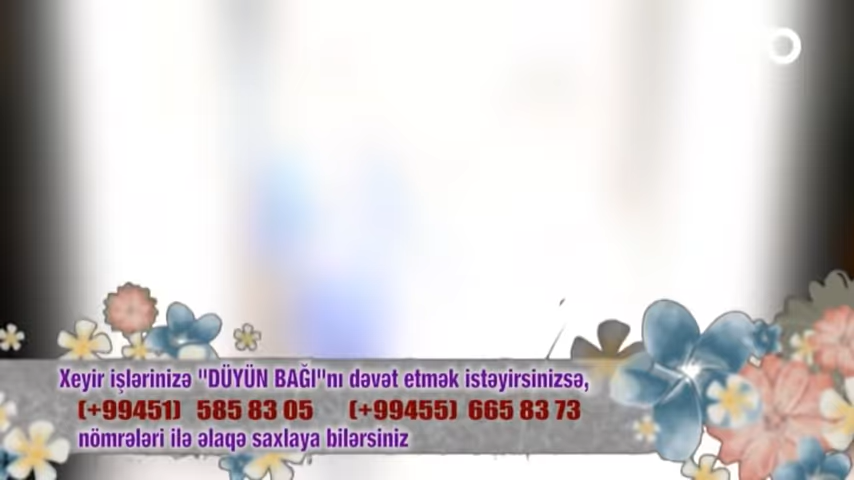 Xeyir işlərinizə "DÜYÜN BAĞI"nı dəvət etmək istəyirsinizsə,
(+99451) 585 83 05 (+99455) 665 83 73
nömrələri ilə əlaqə saxlaya bilərsiniz